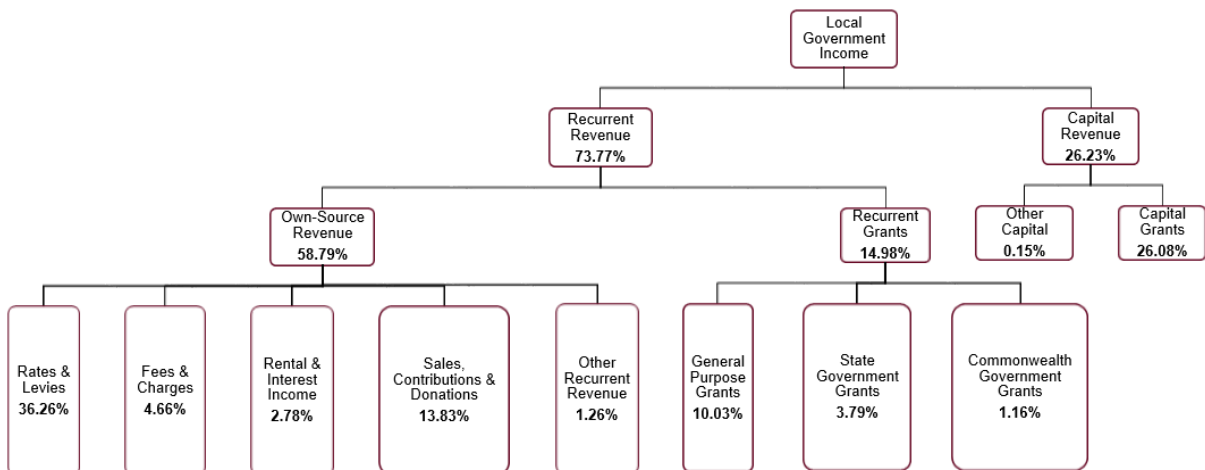 Local
Government
Income
Recurrent
Revenue
73.77%
Capital
Revenue
26.23%
Own-Source
Revenue
58.79%
Recurrent
Grants
14.98%
Other
Capital
0.15%
Capital
Grants
26.08%
Rates &
Levies
36.26%
Fees &
Charges
4.66%
Rental &
Interest
Income
2.78%
Sales,
Contributions &
Donations
13.83%
Other
Recurrent
Revenue
1.26%
General
Purpose
Grants
10.03%
State
Government
Grants
3.79%
Commonwealth
Government
Grants
1.16%